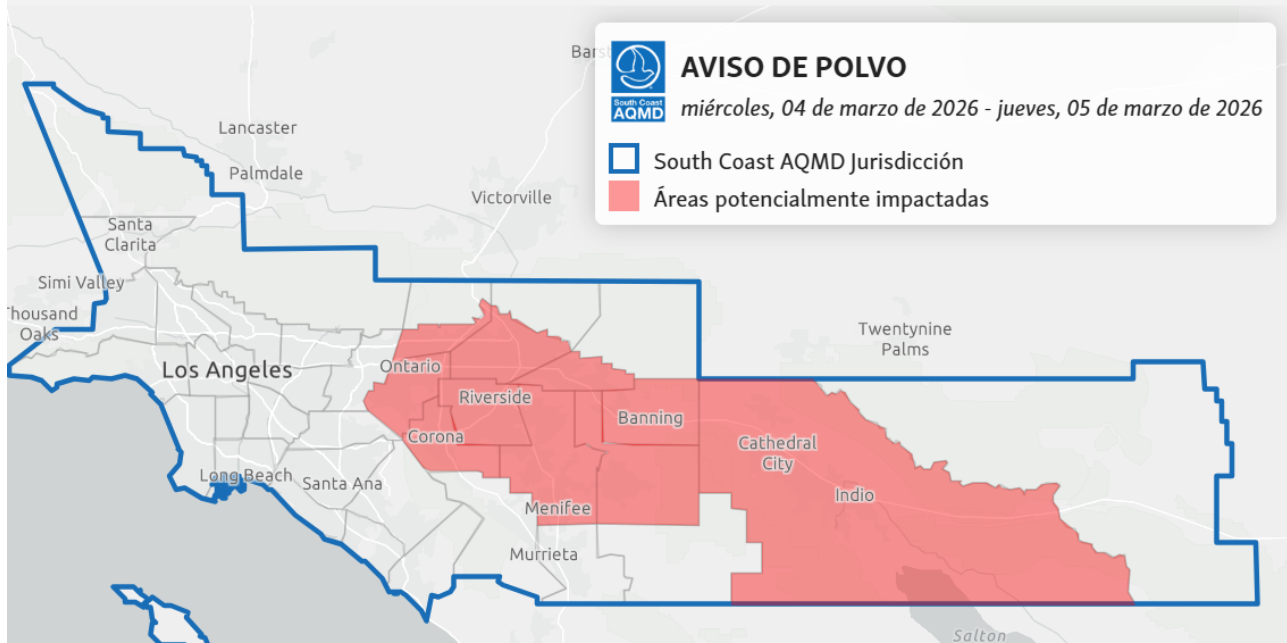 AVISO DE POLVO
miércoles, 04 de marzo de 2026 - jueves, 05 de marzo de 2026
South Coast
AQMD
South Coast AQMD Jurisdicción
Áreas potencialmente impactadas
Lancaster
Palmdale
Victorville
Santa
Clarita
Simi Valley
Thousand
Oaks
Los Angeles
Ontario
Riverside
Corona
Banning
Twentynine
Palms
Cathedral
City
Indio
Long Beach
Santa Ana
Menifee
Murrieta
Salton